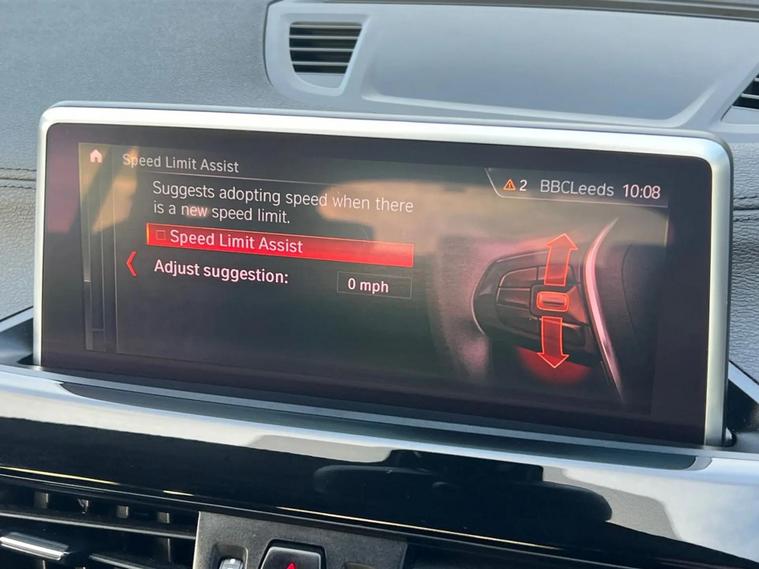 Speed Limit Assist
2 BBCLeeds 10:08
Suggests adopting speed when there
is a new speed limit.
Speed Limit Assist
Adjust suggestion: 0 mph